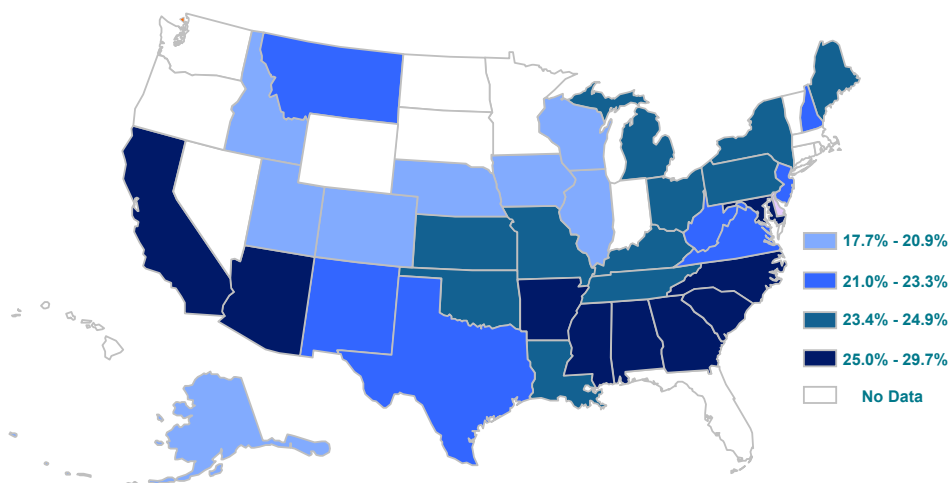 17.7% - 20.9%
21.0% - 23.3%
23.4% - 24.9%
25.0% - 29.7%
No Data